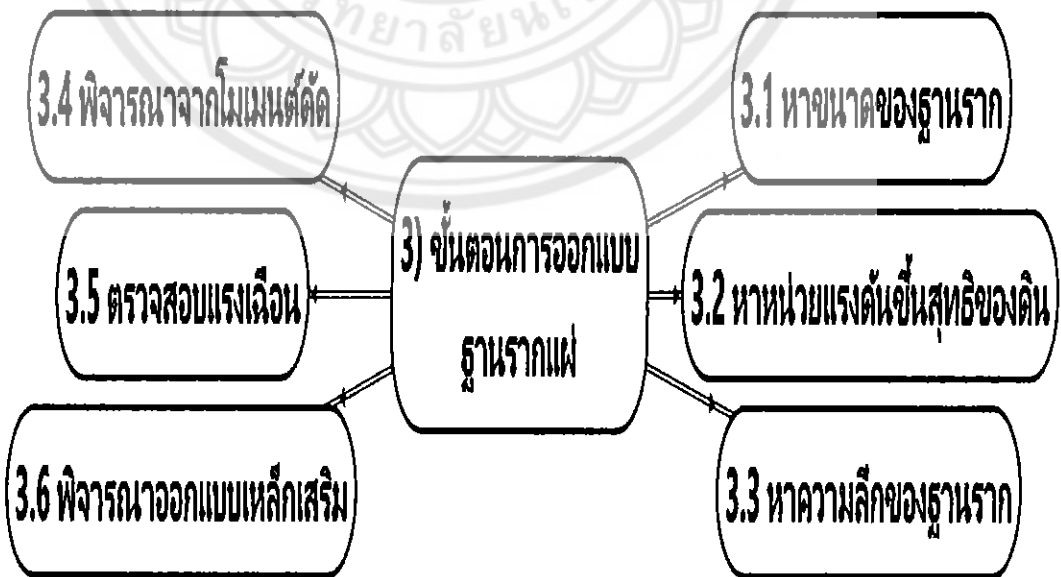 ทยาลัยน
3.4 พิจารณาจากโมเมนต์ดัด
3.1 หาขนาดของฐานราก
3) ขั้นตอนการออกแบบ
ฐานรากแผ่
3.5 ตรวจสอบแรงเฉือน
3.2 หาหน่วยแรงดันขึ้นสุทธิของดิน
3.6 พิจารณาออกแบบเหล็กเสริม
3.3 หาความลึกของฐานราก